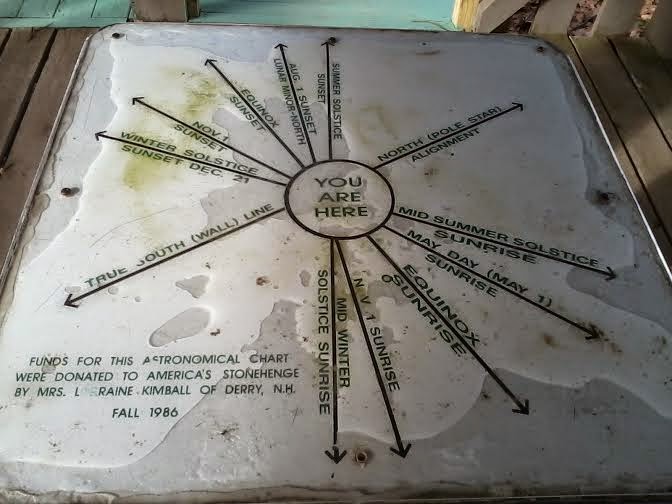 SUMMER SOLSTICE
SUNSET
AUG. 1 SUNSET
LUNAR MINOR-NORTH
EQUINOX
SUNSET
NOV. 1
SUNSET
WINTER SOLSTICE
SUNSET DEC. 21
NORTH (POLE STAR)
ALIGNMENT
YOU
ARE
HERE
MID SUMMER SOLSTICE
SUNRISE
MAY DAY (MAY 1)
SUNRISE
EQUINOX
SUNRISE
N V. 1 SUNRISE
MID WINTER
SOLSTICE SUNRISE
TRUE OUTH (WALL) LINE
FUNDS FOR THIS ASTRONOMICAL CHART
WERE DONATED TO AMERICA'S STONEHENGE
BY MRS. L RRAINE KIMBALL OF DERRY, N.H.
FALL 1986